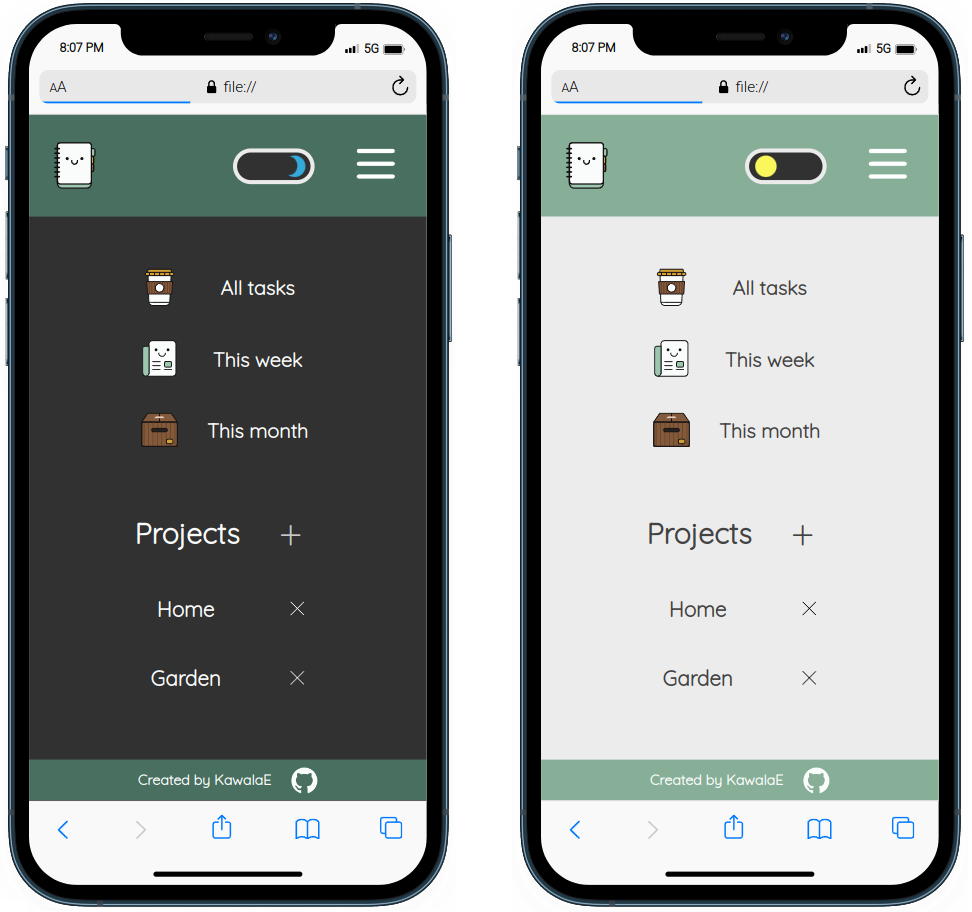 8:07 PM 5G
AA file://
All tasks
This week
This month
Projects
Home
Garden
Created by KawalaE
8:07 PM 5G
AA file://
All tasks
This week
This month
Projects
Home
Garden
Created by KawalaE